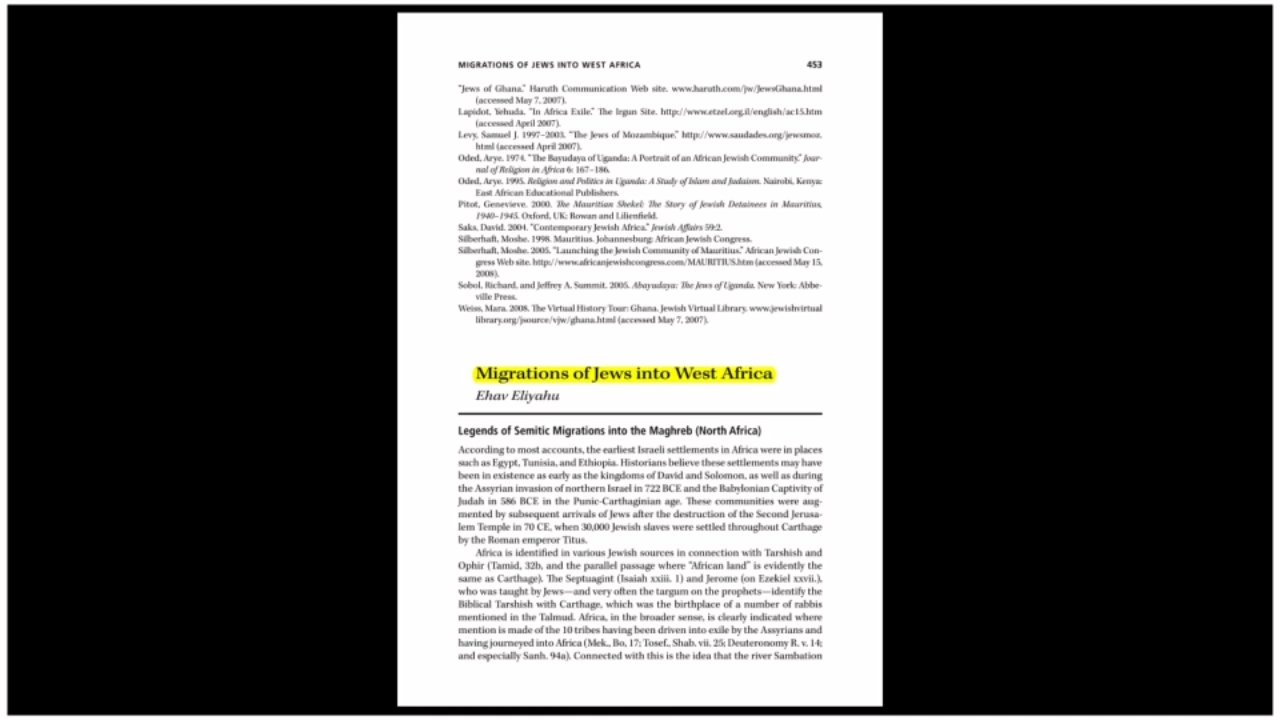 MIGRATIONS OF JEWS INTO WEST AFRICA 453
"Jews of Ghana." Haruth Communication Web site. www.haruth.com/jw/JewsGhana.html
(accessed May 7, 2007).
Lapidot, Yehuda. "In Africa Exile." The Irgun Site. http://www.etzel.org.il/english/ac15.htm
(accessed April 2007).
Levy, Samuel J. 1997–2003. "The Jews of Mozambique." http://www.saudades.org/jewsmoz.
html (accessed April 2007).
Oded, Arye. 1974. "The Bayudaya of Uganda: A Portrait of an African Jewish Community." Jour-
nal of Religion in Africa 6: 167–186.
Oded, Arye. 1995. Religion and Politics in Uganda: A Study of Islam and Judaism. Nairobi, Kenya:
East African Educational Publishers.
Pitot, Genevieve. 2000. The Mauritian Shekel: The Story of Jewish Detainees in Mauritius,
1940–1945. Oxford, UK: Rowan and Lilienfield.
Saks, David. 2004. "Contemporary Jewish Africa." Jewish Affairs 59:2.
Silberhaft, Moshe. 1998. Mauritius. Johannesburg: African Jewish Congress.
Silberhaft, Moshe. 2005. "Launching the Jewish Community of Mauritius." African Jewish Con-
gress Web site. http://www.africanjewishcongress.com/MAURITIUS.htm (accessed May 15,
2008).
Sobol, Richard, and Jeffrey A. Summit. 2005. Abayudaya: The Jews of Uganda. New York: Abbe-
ville Press.
Weiss, Mara. 2008. The Virtual History Tour: Ghana. Jewish Virtual Library. www.jewishvirtual
library.org/jsource/vjw/ghana.html (accessed May 7, 2007).
Migrations of Jews into West Africa
Ehav Eliyahu
Legends of Semitic Migrations into the Maghreb (North Africa)
According to most accounts, the earliest Israeli settlements in Africa were in places
such as Egypt, Tunisia, and Ethiopia. Historians believe these settlements may have
been in existence as early as the kingdoms of David and Solomon, as well as during
the Assyrian invasion of northern Israel in 722 BCE and the Babylonian Captivity of
Judah in 586 BCE in the Punic-Carthaginian age. These communities were aug-
mented by subsequent arrivals of Jews after the destruction of the Second Jerusa-
lem Temple in 70 CE, when 30,000 Jewish slaves were settled throughout Carthage
by the Roman emperor Titus.
Africa is identified in various Jewish sources in connection with Tarshish and
Ophir (Tamid, 32b, and the parallel passage where "African land" is evidently the
same as Carthage). The Septuagint (Isaiah xxiii. 1) and Jerome (on Ezekiel xxvii.),
who was taught by Jews—and very often the targum on the prophets—identify the
Biblical Tarshish with Carthage, which was the birthplace of a number of rabbis
mentioned in the Talmud. Africa, in the broader sense, is clearly indicated where
mention is made of the 10 tribes having been driven into exile by the Assyrians and
having journeyed into Africa (Mek., Bo, 17; Tosef., Shab. vii. 25; Deuteronomy R. v. 14;
and especially Sanh. 94a). Connected with this is the idea that the river Sambation